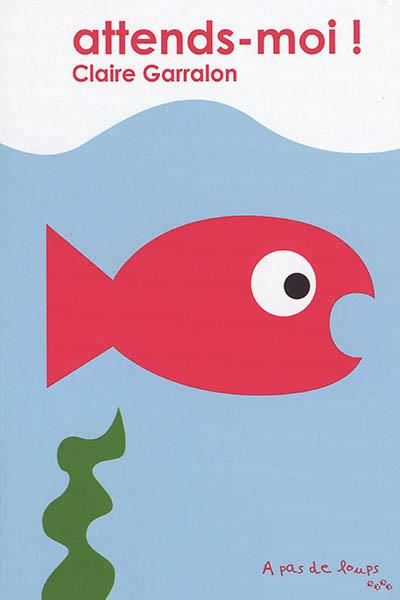 attends-moi !
Claire Garralon
A pas de loups